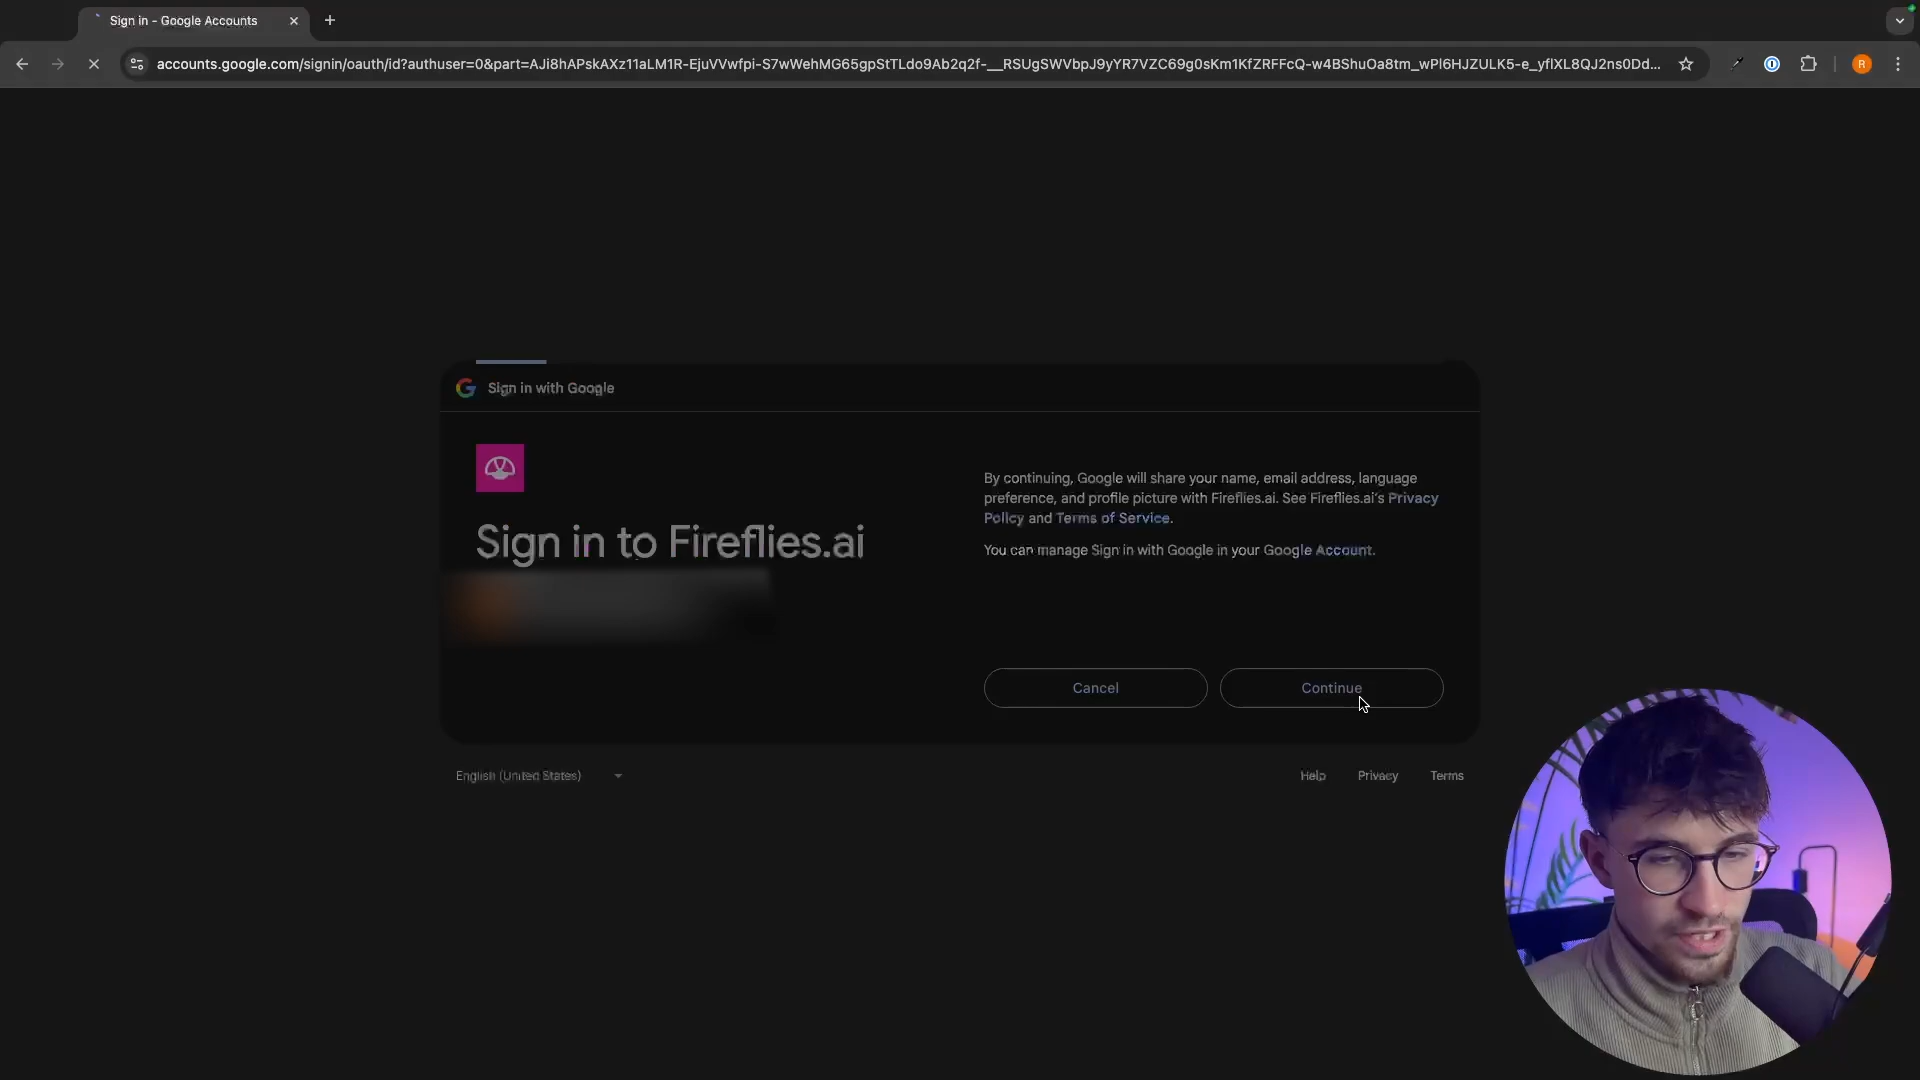 Sign in - Google Accounts
accounts.google.com/signin/oauth/id?authuser=0&part=AJi8hAPskAXz11aLM1R-EjuVVwfpi-S7wWehMG65gpStTLdo9Ab2q2f-__RSUgSWVbpJ9yYR7VZC69g0sKm1KfZRFFcQ-w4BShuOa8tm_wPl6HJZULK5-e_yflXL8QJ2ns0Dd...
R
Sign in with Google
Sign in to Fireflies.ai
By continuing, Google will share your name, email address, language
preference, and profile picture with Fireflies.ai. See Fireflies.ai's Privacy
Policy and Terms of Service.
You can manage Sign in with Google in your Google Account.
Cancel
Continue
English (United States)
Help
Privacy
Terms